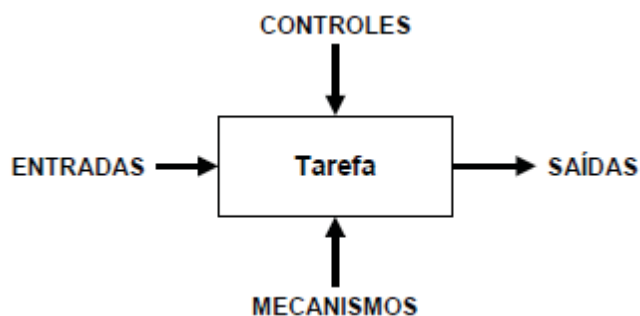 CONTROLES
ENTRADAS
Tarefa
SAÍDAS
MECANISMOS